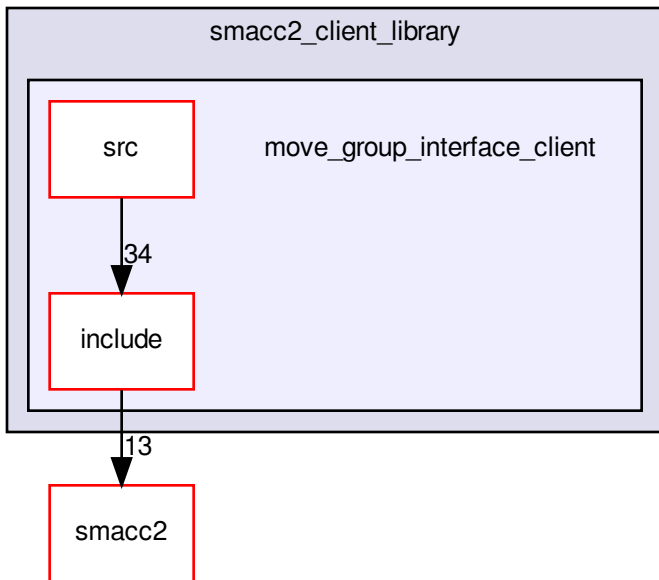 smacc2_client_library
src
move_group_interface_client
34
include
13
smacc2